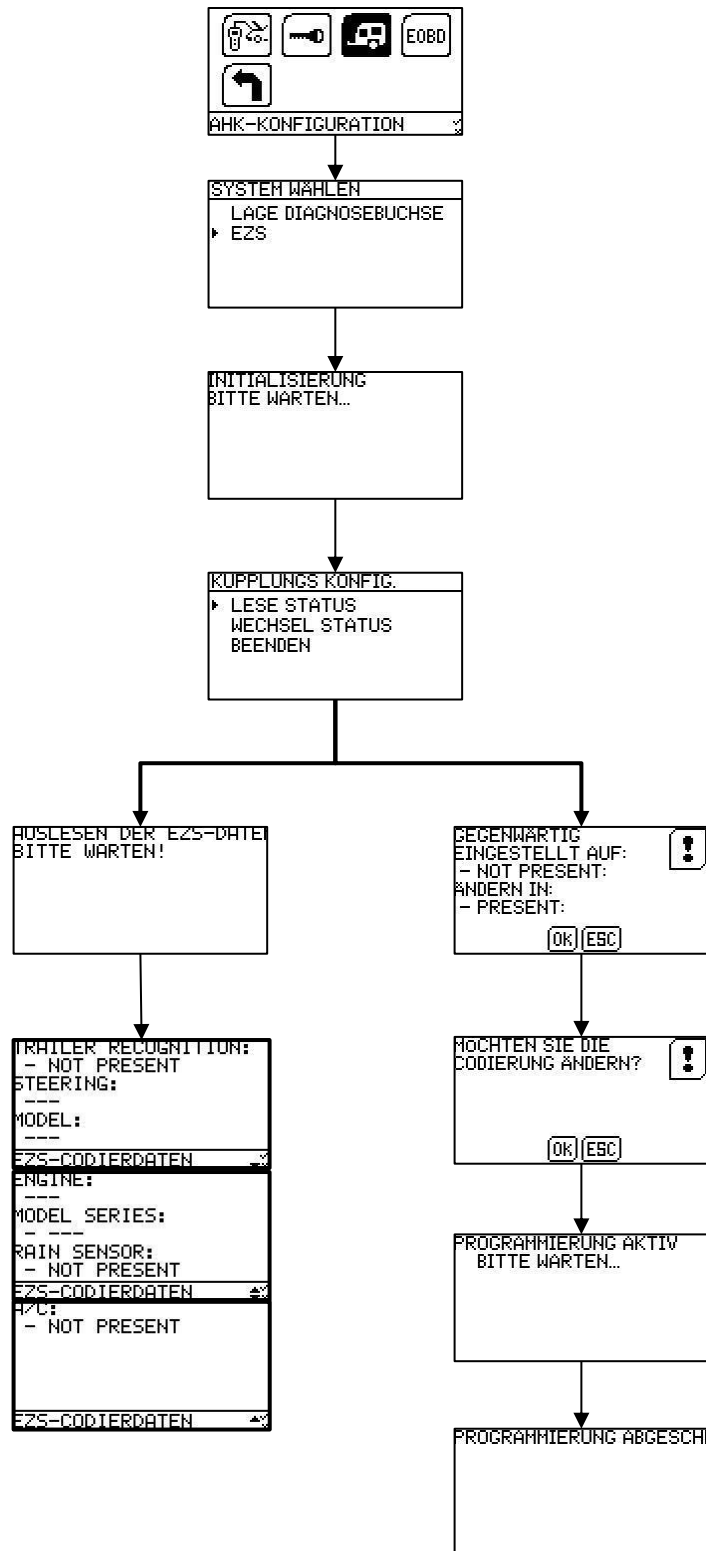 EOBD
AHK-KONFIGURATION
SYSTEM WÄHLEN
LAGE DIAGNOSEBUCHSE
EZS
INITIALISIERUNG
BITTE WARTEN...
KUPPLUNGS KONFIG.
LESE STATUS
WECHSEL STATUS
BEENDEN
AUSLESEN DER EZS-DATEN
BITTE WARTEN!
TRAILER RECOGNITION:
- NOT PRESENT
STEERING:
---
MODEL:
---
EZS-CODIERDATEN
ENGINE:
---
MODEL SERIES:
- ---
RAIN SENSOR:
- NOT PRESENT
EZS-CODIERDATEN
A/C:
- NOT PRESENT
EZS-CODIERDATEN
GEGENWÄRTIG
EINGESTELLT AUF:
- NOT PRESENT:
ÄNDERN IN:
- PRESENT:
OK ESC
MÖCHTEN SIE DIE
CODIERUNG ÄNDERN?
OK ESC
PROGRAMMIERUNG AKTIV
BITTE WARTEN...
PROGRAMMIERUNG